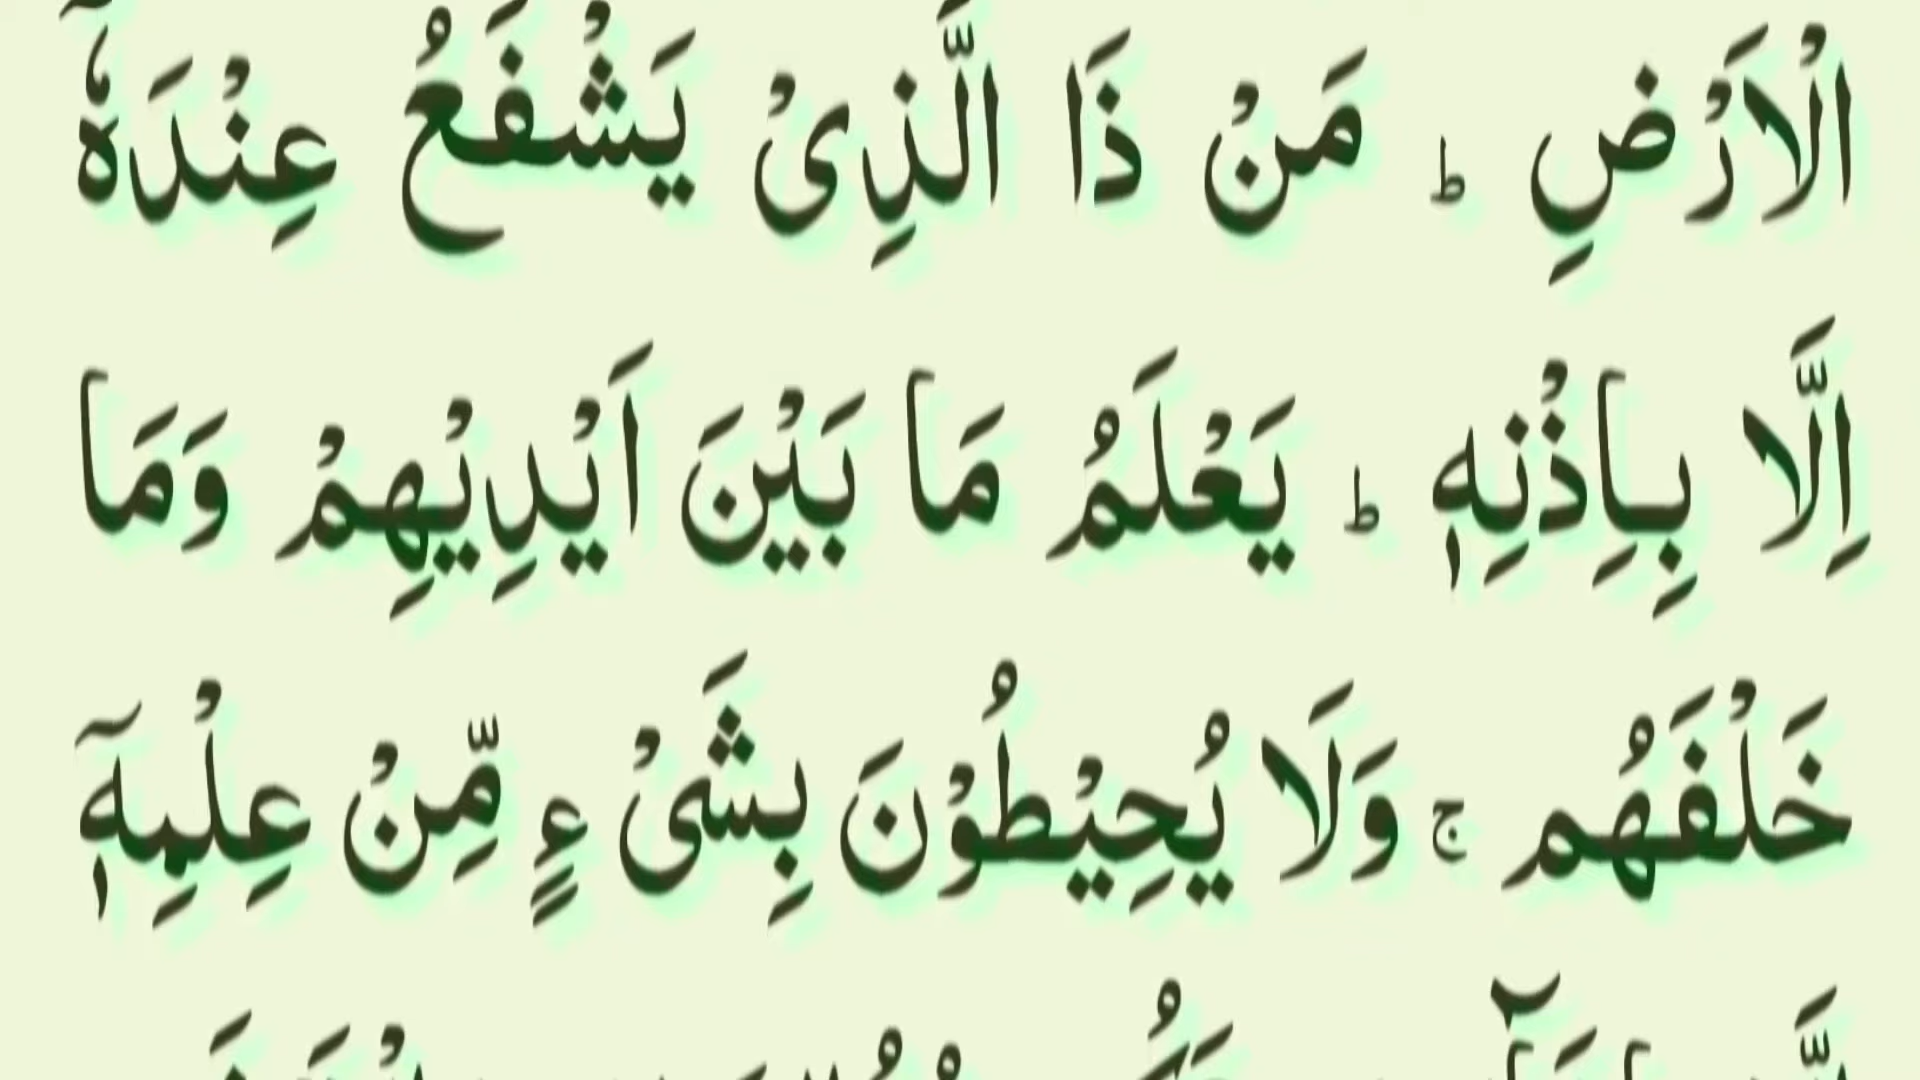 الْاَرْضِ ؕ مَنْ ذَا الَّذِیْ یَشْفَعُ عِنْدَهٗۤ
اِلَّا بِاِذْنِهٖ ؕ یَعْلَمُ مَا بَیْنَ اَیْدِیْهِمْ وَمَا
خَلْفَهُم ۚ وَلَا یُحِیْطُوْنَ بِشَیْءٍ مِّنْ عِلْمِهٖۤ